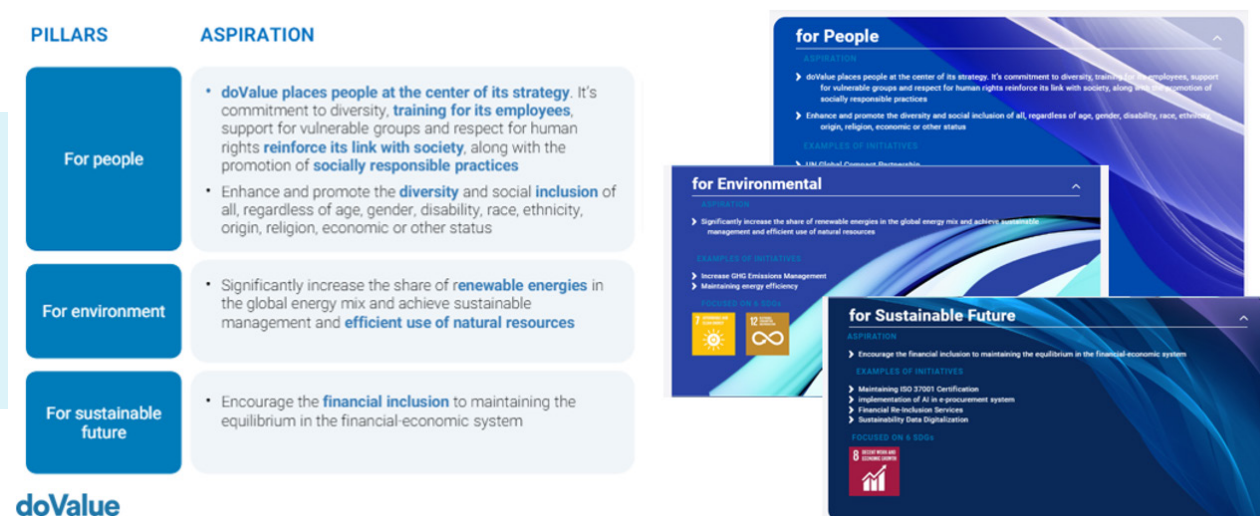 PILLARS
ASPIRATION
For people
• doValue places people at the center of its strategy. It's
commitment to diversity, training for its employees,
support for vulnerable groups and respect for human
rights reinforce its link with society, along with the
promotion of socially responsible practices
• Enhance and promote the diversity and social inclusion of
all, regardless of age, gender, disability, race, ethnicity,
origin, religion, economic or other status
For environment
• Significantly increase the share of renewable energies in
the global energy mix and achieve sustainable
management and efficient use of natural resources
For sustainable
future
• Encourage the financial inclusion to maintaining the
equilibrium in the financial-economic system
doValue
for People
ASPIRATION
doValue places people at the center of its strategy. It's commitment to diversity, training for its employees, support
for vulnerable groups and respect for human rights reinforce its link with society, along with the promotion of
socially responsible practices
Enhance and promote the diversity and social inclusion of all, regardless of age, gender, disability, race, ethnicity,
origin, religion, economic or other status
EXAMPLES OF INITIATIVES
UN Global Compact Partnership
for Environmental
ASPIRATION
Significantly increase the share of renewable energies in the global energy mix and achieve sustainable
management and efficient use of natural resources
EXAMPLES OF INITIATIVES
Increase GHG Emissions Management
Maintaining energy efficiency
FOCUSED ON 6 SDGs
7
12
for Sustainable Future
ASPIRATION
Encourage the financial inclusion to maintaining the equilibrium in the financial-economic system
EXAMPLES OF INITIATIVES
Maintaining ISO 37001 Certification
implementation of AI in e-procurement system
Financial Re-Inclusion Services
Sustainability Data Digitalization
FOCUSED ON 6 SDGs
8 DECENT WORK AND
ECONOMIC GROWTH